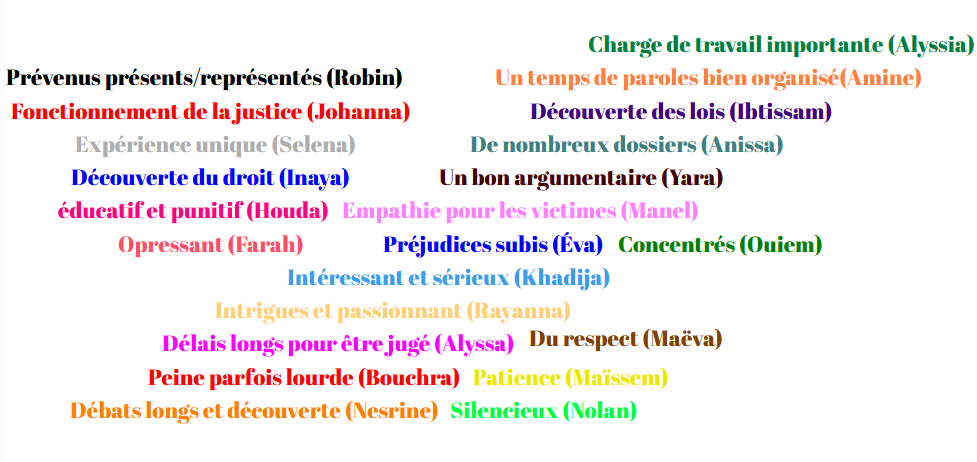 Charge de travail importante (Alyssia)
Prévenus présents/représentés (Robin) Un temps de paroles bien organisé(Amine)
Fonctionnement de la justice (Johanna) Découverte des lois (Ibtissam)
Expérience unique (Selena) De nombreux dossiers (Anissa)
Découverte du droit (Inaya) Un bon argumentaire (Yara)
éducatif et punitif (Houda) Empathie pour les victimes (Manel)
Opressant (Farah) Préjudices subis (Éva) Concentrés (Ouiem)
Intéressant et sérieux (Khadija)
Intrigues et passionnant (Rayanna)
Délais longs pour être jugé (Alyssa) Du respect (Maëva)
Peine parfois lourde (Bouchra) Patience (Maïssem)
Débats longs et découverte (Nesrine) Silencieux (Nolan)